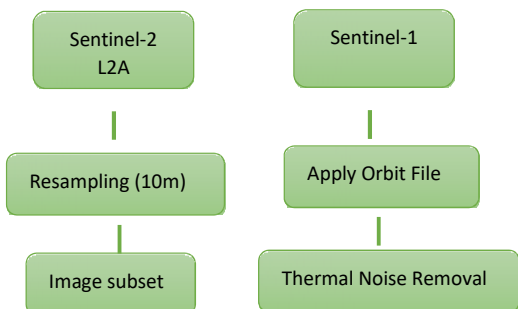 Sentinel-2
L2A
Sentinel-1
Resampling (10m)
Apply Orbit File
Image subset
Thermal Noise Removal